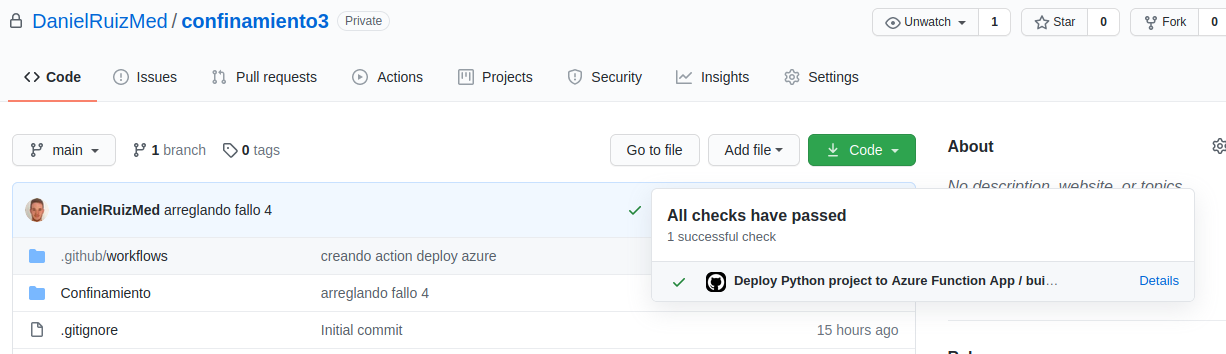 DanielRuizMed / confinamiento3 Private
Unwatch 1 Star 0 Fork 0
Code Issues Pull requests Actions Projects Security Insights Settings
main 1 branch 0 tags Go to file Add file Code
About
No description, website, or topics
DanielRuizMed arreglando fallo 4
All checks have passed
1 successful check
.github/workflows creando action deploy azure
Deploy Python project to Azure Function App / bui… Details
Confinamiento arreglando fallo 4
.gitignore Initial commit 15 hours ago